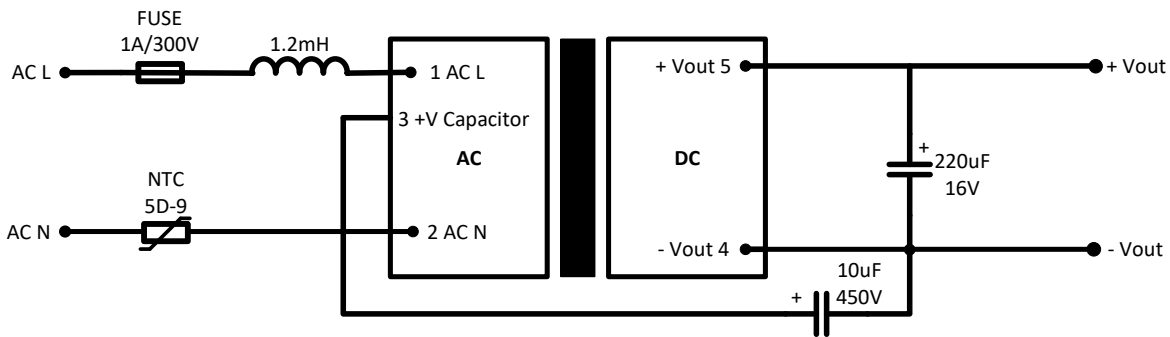 FUSE
1A/300V
1.2mH
AC L
1 AC L
+ Vout 5
+ Vout
3 +V Capacitor
AC
DC
+
220uF
16V
NTC
5D-9
AC N
2 AC N
- Vout 4
- Vout
10uF
+
450V